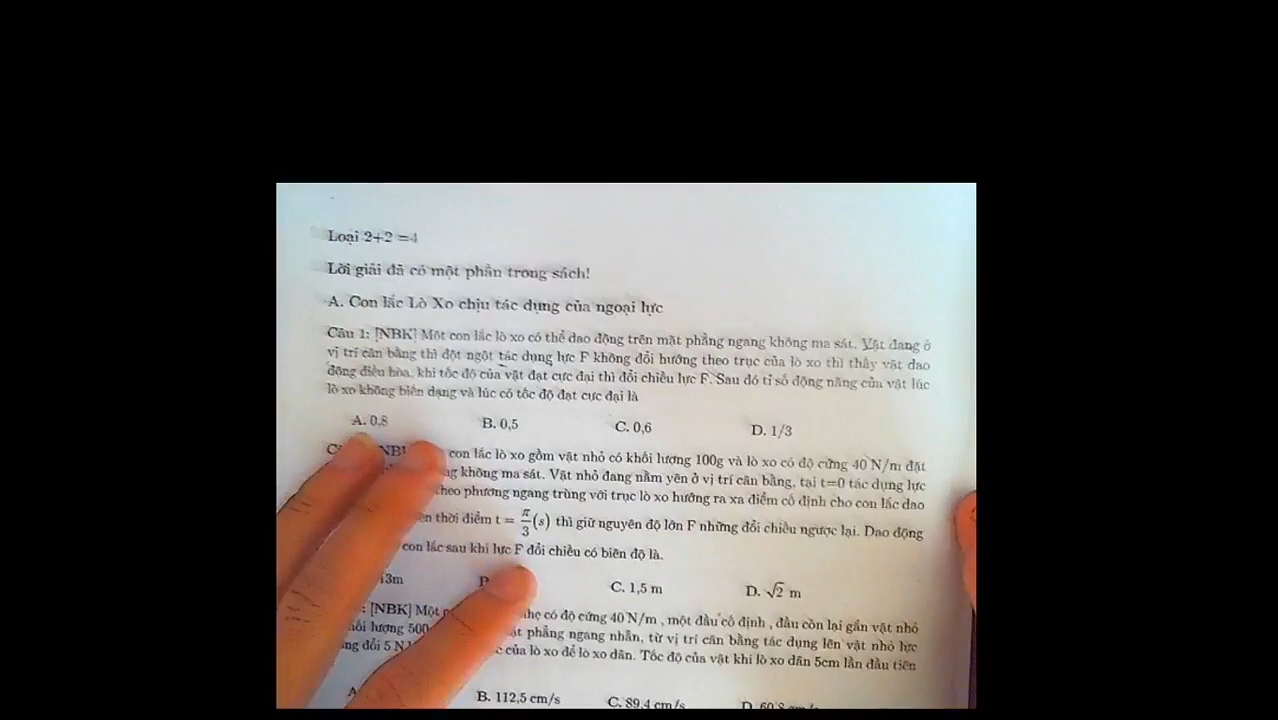 Loại 2+2 =4
Lời giải đã có một phần trong sách!
A. Con lắc Lò Xo chịu tác dụng của ngoại lực
Câu 1: [NBK] Một con lắc lò xo có thể dao động trên mặt phẳng ngang không ma sát. Vật đang ở
vị trí cân bằng thì đột ngột tác dụng lực F không đổi hướng theo trục của lò xo thì thấy vật dao
động điều hòa, khi tốc độ của vật đạt cực đại thì đổi chiều lực F. Sau đó tỉ số động năng của vật lúc
lò xo không biến dạng và lúc có tốc độ đạt cực đại là
A. 0,8 B. 0,5 C. 0,6 D. 1/3
con lắc lò xo gồm vật nhỏ có khối lượng 100g và lò xo có độ cứng 40 N/m đặt
không ma sát. Vật nhỏ đang nằm yên ở vị trí cân bằng, tại t=0 tác dụng lực
theo phương ngang trùng với trục lò xo hướng ra xa điểm cố định cho con lắc dao
thời điểm t = π/3 (s) thì giữ nguyên độ lớn F những đổi chiều ngược lại. Dao động
con lắc sau khi lực F đổi chiều có biên độ là.
C. 1,5 m D. √2 m
: [NBK] Một nhẹ có độ cứng 40 N/m , một đầu cố định , đầu còn lại gắn vật nhỏ
lượng 500 phẳng ngang nhẵn, từ vị trí cân bằng tác dụng lên vật nhỏ lực
đổi 5 N của lò xo để lò xo dãn. Tốc độ của vật khi lò xo dãn 5cm lần đầu tiên
B. 112,5 cm/s C. 89,4 cm/s